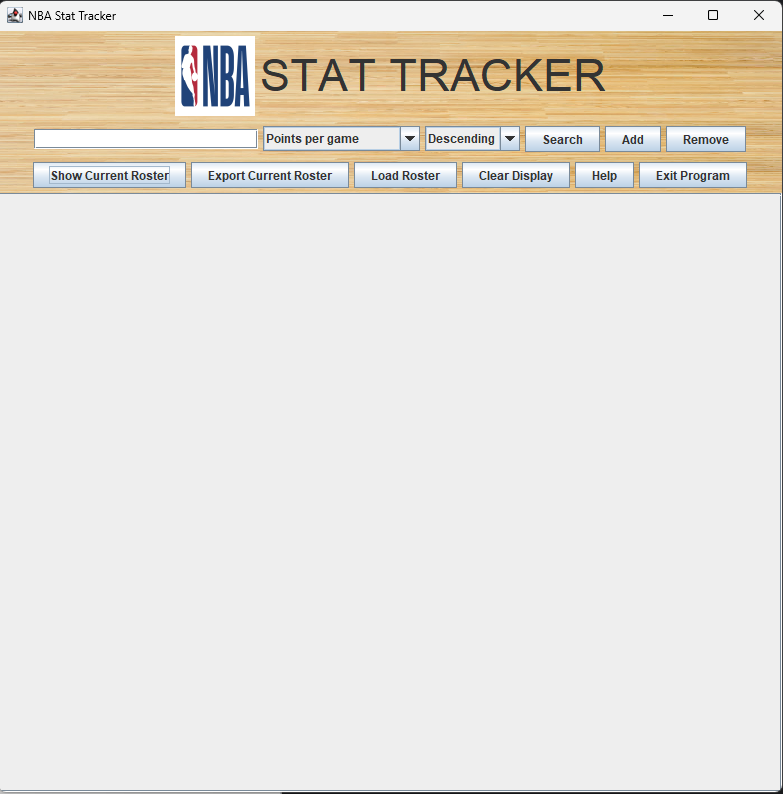 NBA Stat Tracker
NBA STAT TRACKER
Points per game Descending Search Add Remove
Show Current Roster Export Current Roster Load Roster Clear Display Help Exit Program